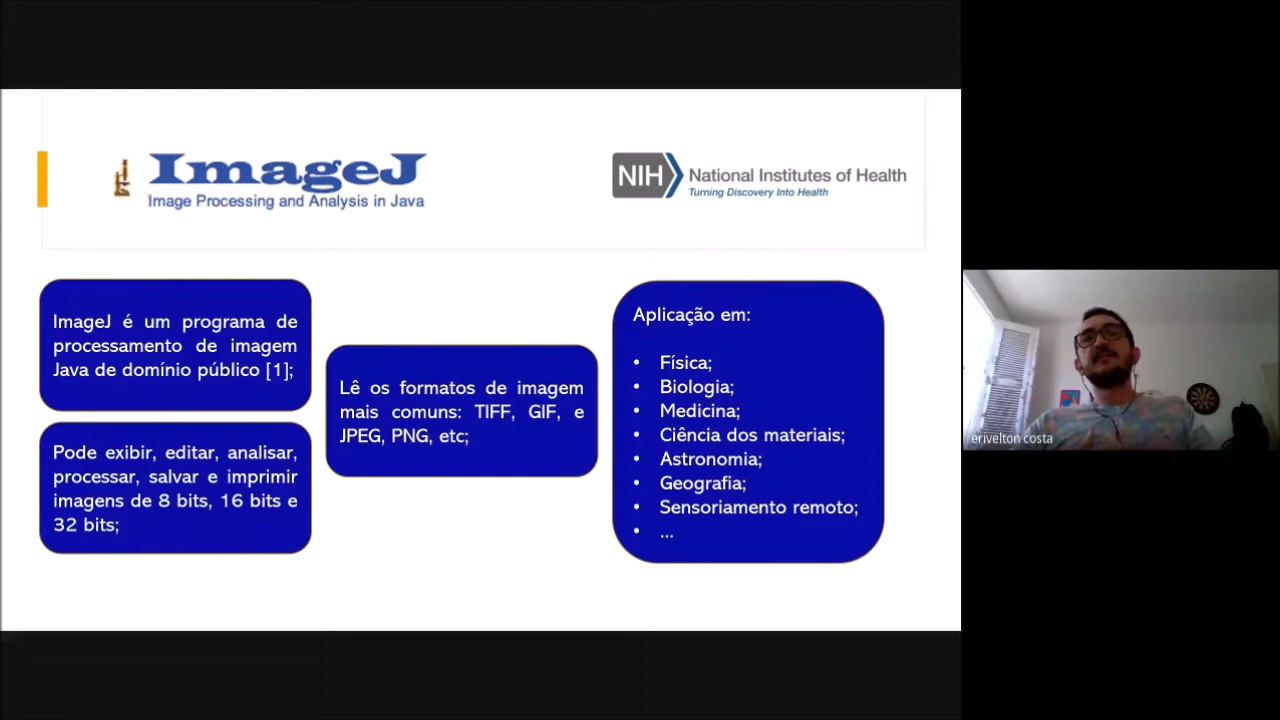 ImageJ
Image Processing and Analysis in Java
NIH
National Institutes of Health
Turning Discovery Into Health
ImageJ é um programa de
processamento de imagem
Java de domínio público [1];
Pode exibir, editar, analisar,
processar, salvar e imprimir
imagens de 8 bits, 16 bits e
32 bits;
Lê os formatos de imagem
mais comuns: TIFF, GIF, e
JPEG, PNG, etc;
Aplicação em:
• Física;
• Biologia;
• Medicina;
• Ciência dos materiais;
• Astronomia;
• Geografia;
• Sensoriamento remoto;
• ...
erivelton costa